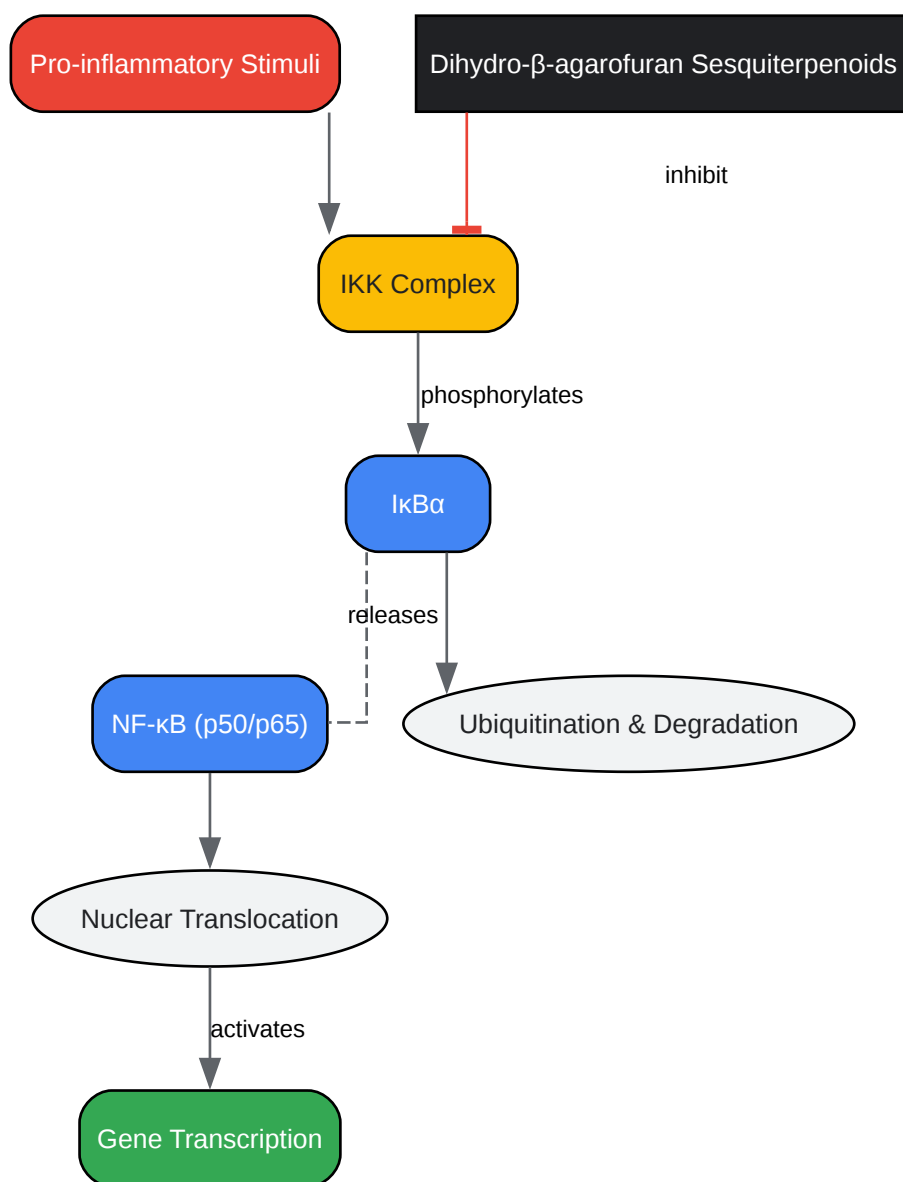 Pro-inflammatory Stimuli
Dihydro-β-agarofuran Sesquiterpenoids
inhibit
IKK Complex
phosphorylates
IκBα
releases
NF-κB (p50/p65)
Ubiquitination & Degradation
Nuclear Translocation
activates
Gene Transcription